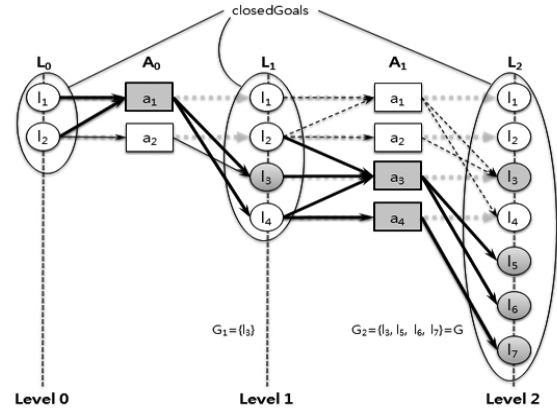 closedGoals
L₀ A₀ L₁ A₁ L₂
l₁ a₁ l₁ a₁ l₁
l₂ a₂ l₂ a₂ l₂
l₃ a₃ l₃
l₄ a₄ l₄
l₅
l₆
G₁={l₃} G₂={l₃, l₅, l₆, l₇}=G
l₇
Level 0 Level 1 Level 2